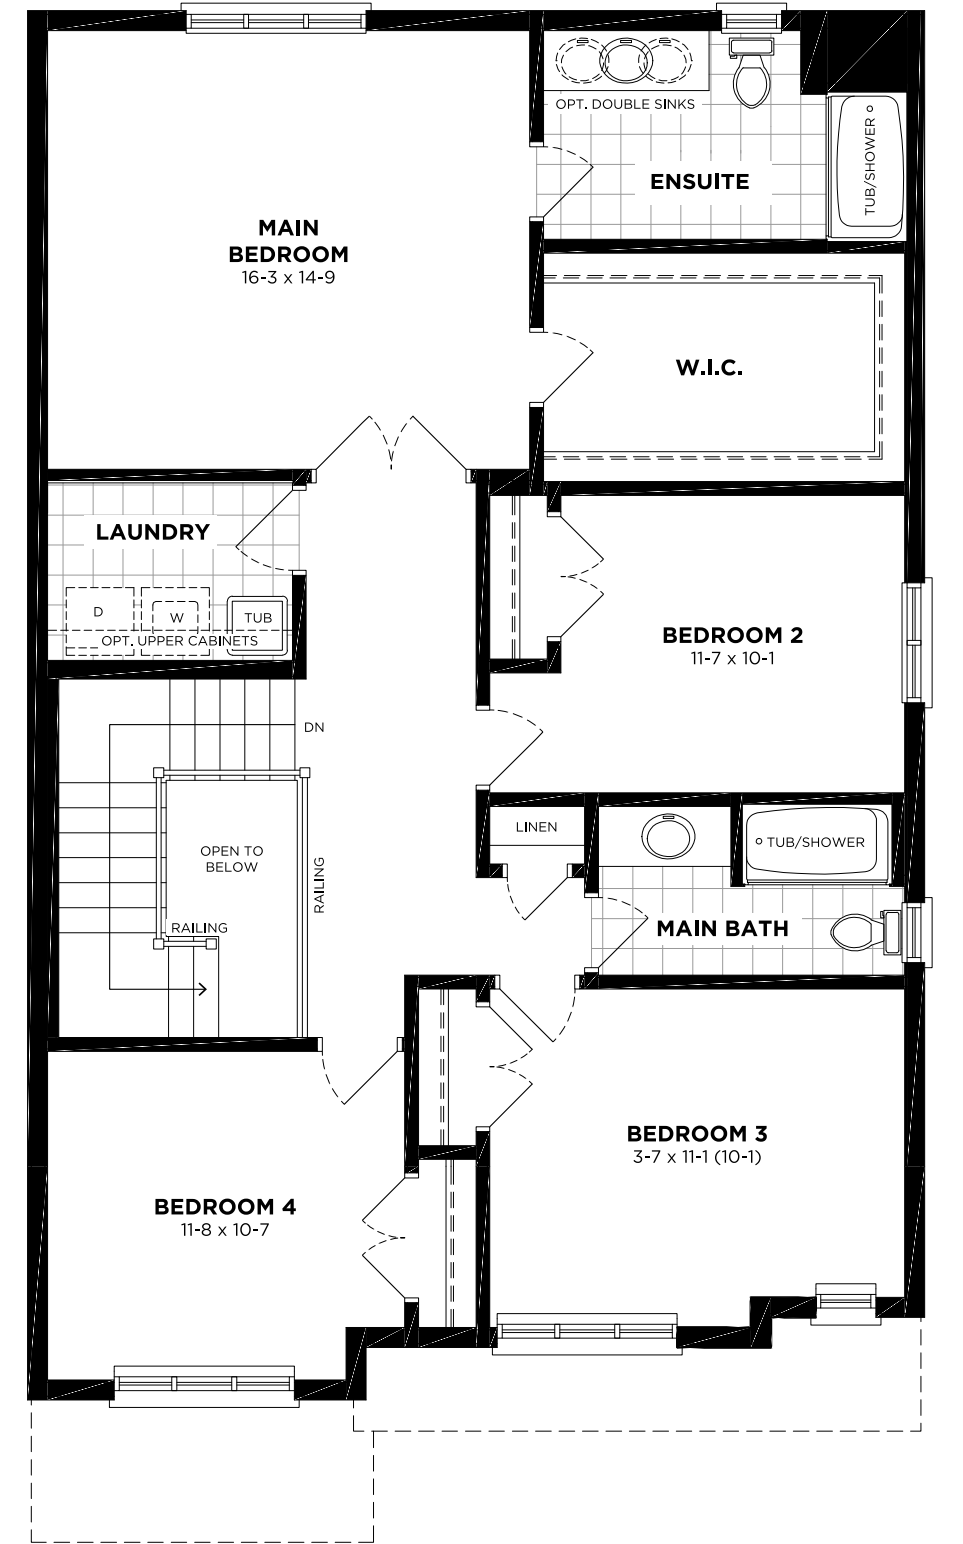 OPT. DOUBLE SINKS
TUB/SHOWER
ENSUITE
MAIN
BEDROOM
16-3 x 14-9
W.I.C.
LAUNDRY
D
W
TUB
OPT. UPPER CABINETS
BEDROOM 2
11-7 x 10-1
DN
LINEN
TUB/SHOWER
OPEN TO
BELOW
RAILING
RAILING
MAIN BATH
BEDROOM 3
3-7 x 11-1 (10-1)
BEDROOM 4
11-8 x 10-7